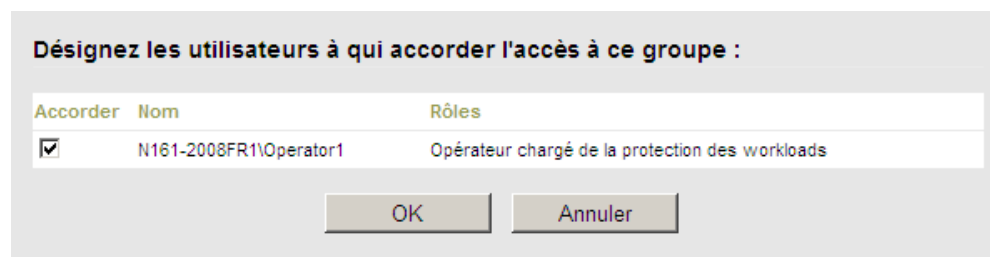 Désignez les utilisateurs à qui accorder l'accès à ce groupe :
Accorder Nom Rôles
N161-2008FR1\Operator1 Opérateur chargé de la protection des workloads
OK Annuler